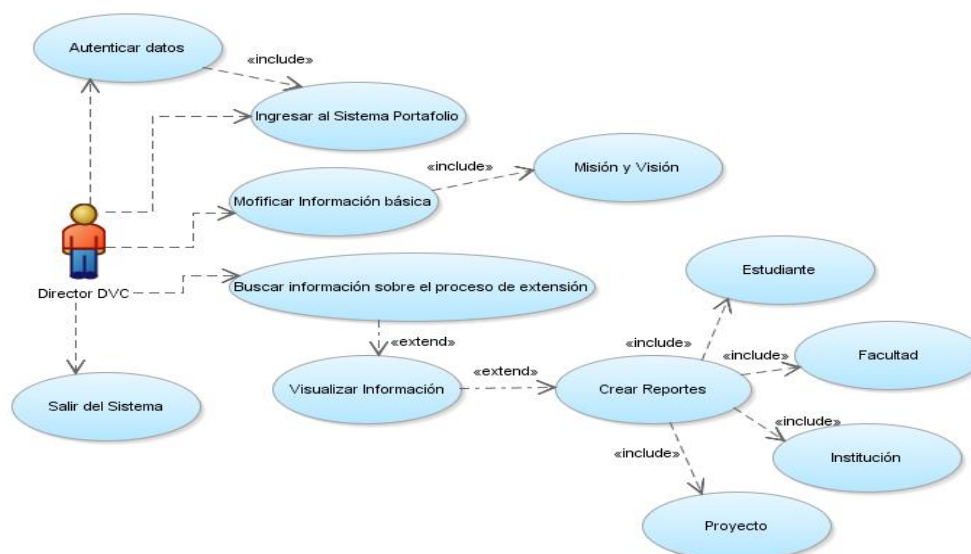 Autenticar datos
«include»
Ingresar al Sistema Portafolio
«include»
Misión y Visión
Mofificar Información básica
Estudiante
Director DVC
Buscar información sobre el proceso de extensión
«extend»
«include»
«include»
Facultad
Visualizar Información
«extend»
Crear Reportes
Salir del Sistema
«include»
«include»
Institución
Proyecto